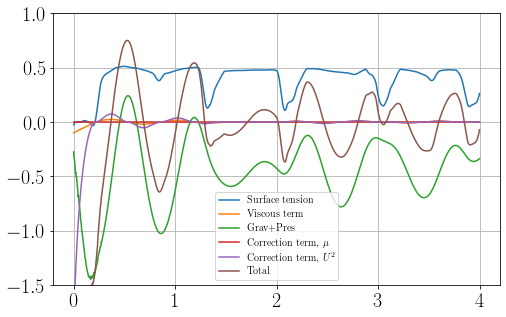 1.0
0.5
0.0
−0.5
−1.0
−1.5
0
1
2
3
4
Surface tension
Viscous term
Grav+Pres
Correction term, μ
Correction term, U²
Total